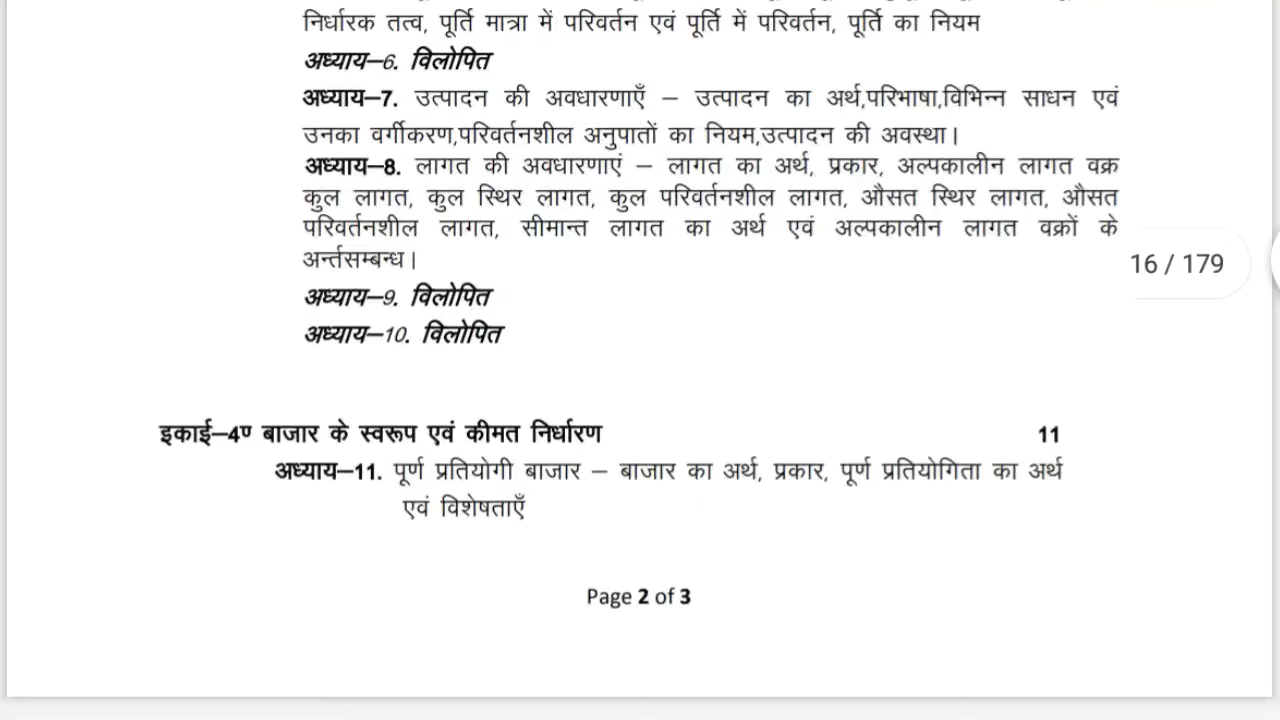 निर्धारक तत्व, पूर्ति मात्रा में परिवर्तन एवं पूर्ति में परिवर्तन, पूर्ति का नियम
अध्याय–6. विलोपित
अध्याय–7. उत्पादन की अवधारणाएँ – उत्पादन का अर्थ,परिभाषा,विभिन्न साधन एवं
उनका वर्गीकरण,परिवर्तनशील अनुपातों का नियम,उत्पादन की अवस्था।
अध्याय–8. लागत की अवधारणाएं – लागत का अर्थ, प्रकार, अल्पकालीन लागत वक्र
कुल लागत, कुल स्थिर लागत, कुल परिवर्तनशील लागत, औसत स्थिर लागत, औसत
परिवर्तनशील लागत, सीमान्त लागत का अर्थ एवं अल्पकालीन लागत वक्रों के
अर्न्तसम्बन्ध।
16 / 179
अध्याय–9. विलोपित
अध्याय–10. विलोपित
इकाई–4ण बाजार के स्वरूप एवं कीमत निर्धारण 11
अध्याय–11. पूर्ण प्रतियोगी बाजार – बाजार का अर्थ, प्रकार, पूर्ण प्रतियोगिता का अर्थ
एवं विशेषताएँ
Page 2 of 3